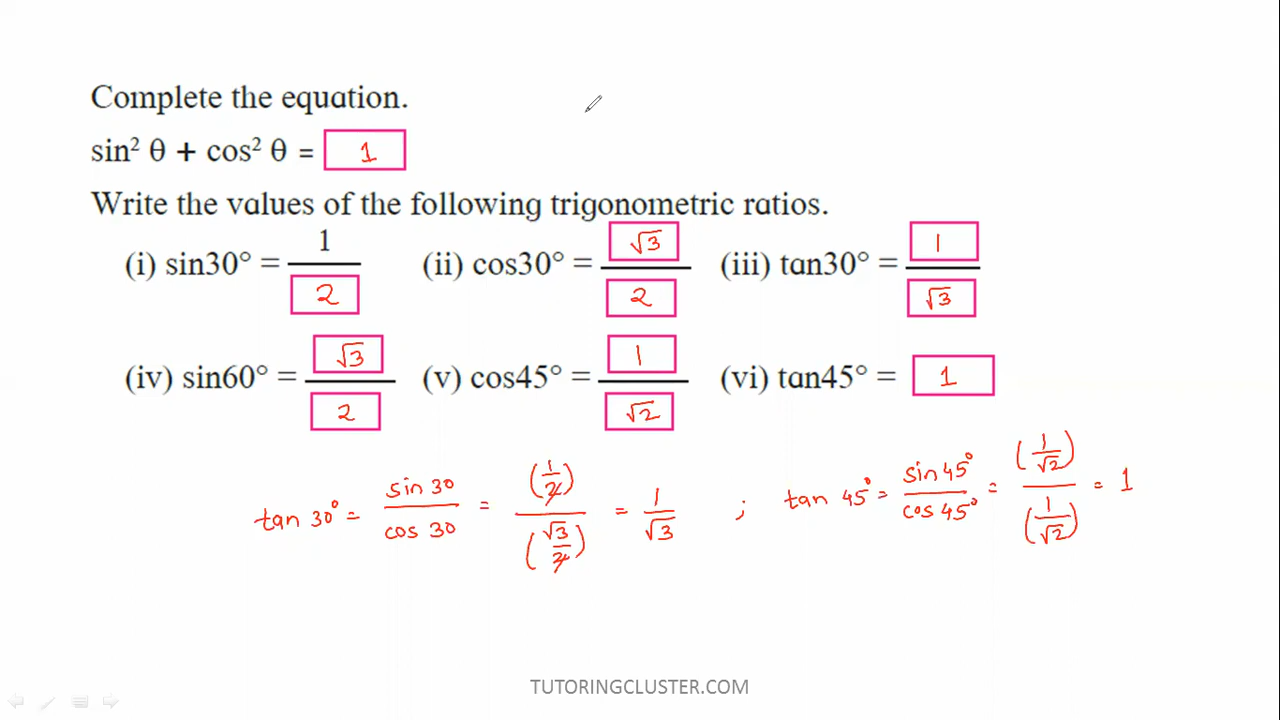 Complete the equation.
sin² θ + cos² θ = 1
Write the values of the following trigonometric ratios.
(i) sin30° = 1/2 (ii) cos30° = √3/2 (iii) tan30° = 1/√3
(iv) sin60° = √3/2 (v) cos45° = 1/√2 (vi) tan45° = 1
tan 30° = sin 30/cos 30 = (1/2)/(√3/2) = 1/√3 ; tan 45° = sin 45°/cos 45° = (1/√2)/(1/√2) = 1
TUTORINGCLUSTER.COM